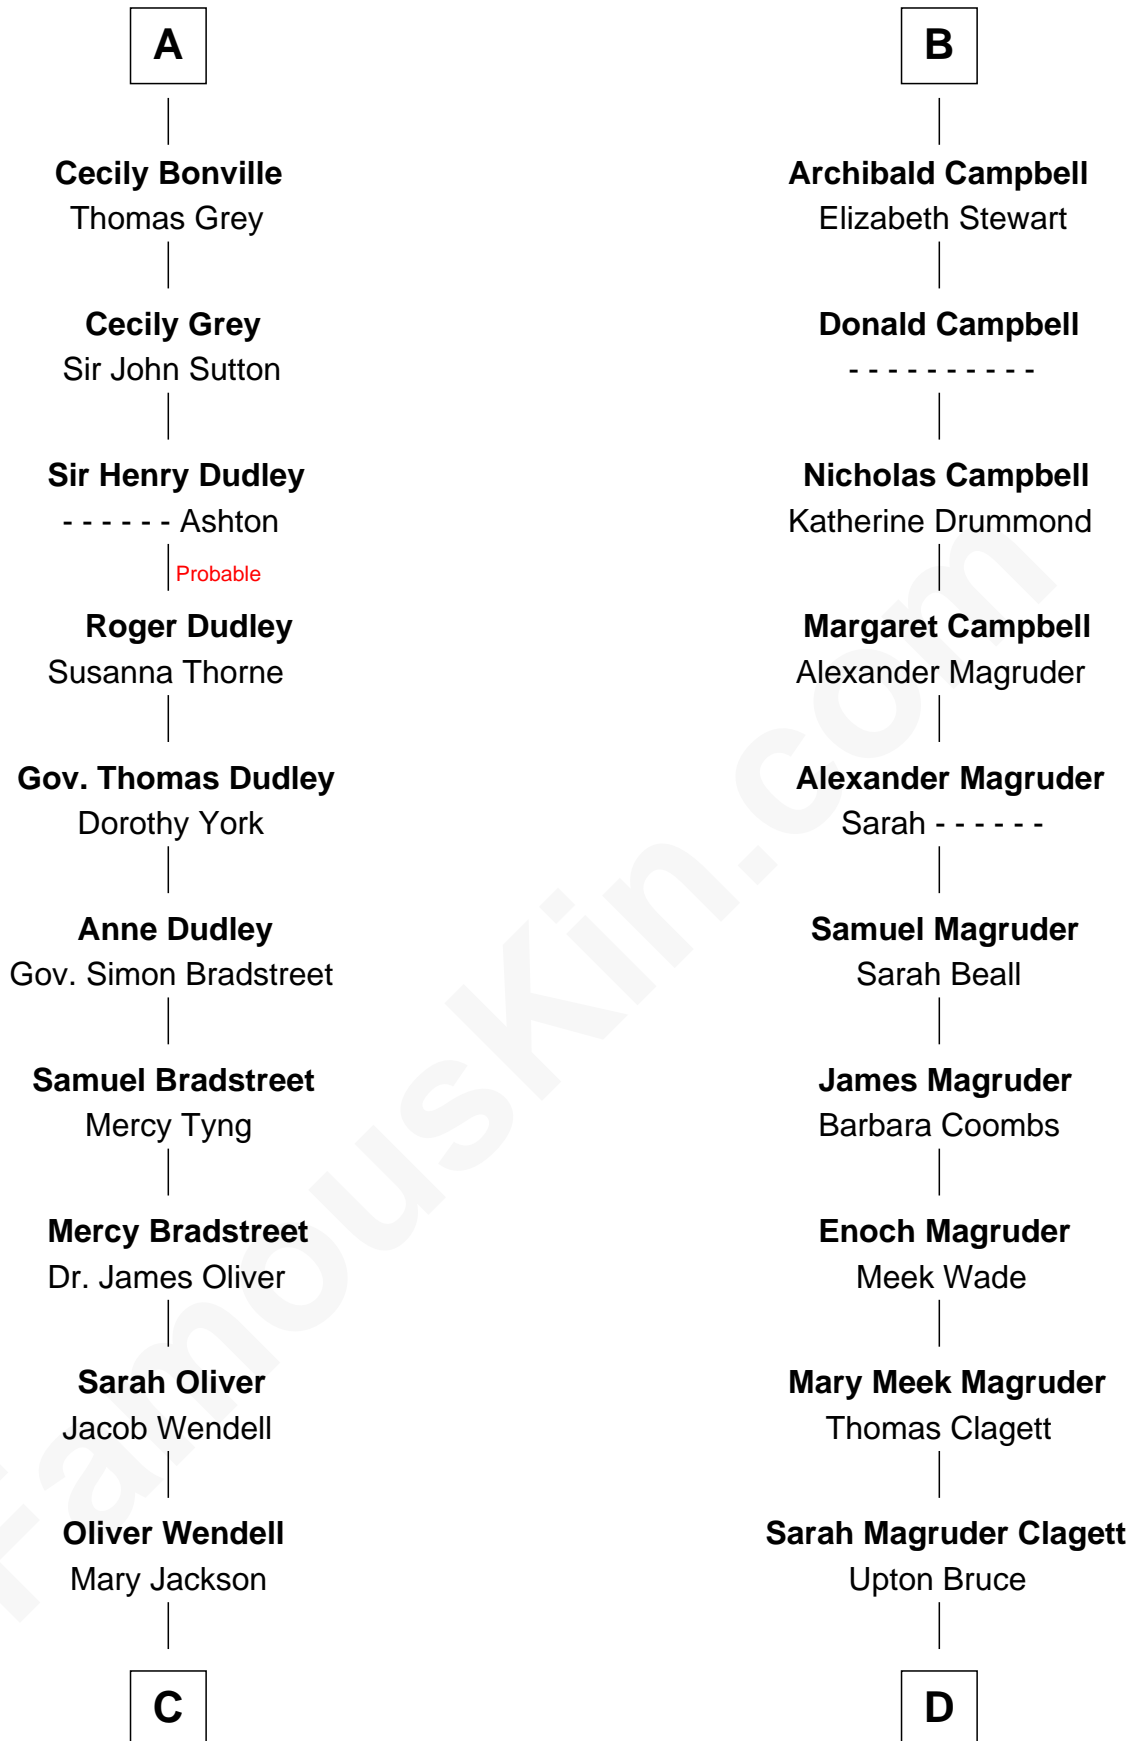 A
Cecily Bonville
Thomas Grey
Cecily Grey
Sir John Sutton
Sir Henry Dudley
- - - - - - Ashton
Probable
Roger Dudley
Susanna Thorne
Gov. Thomas Dudley
Dorothy York
Anne Dudley
Gov. Simon Bradstreet
Samuel Bradstreet
Mercy Tyng
Mercy Bradstreet
Dr. James Oliver
Sarah Oliver
Jacob Wendell
Oliver Wendell
Mary Jackson
C
B
Archibald Campbell
Elizabeth Stewart
Donald Campbell
- - - - - - - - - -
Nicholas Campbell
Katherine Drummond
Margaret Campbell
Alexander Magruder
Alexander Magruder
Sarah - - - - - -
Samuel Magruder
Sarah Beall
James Magruder
Barbara Coombs
Enoch Magruder
Meek Wade
Mary Meek Magruder
Thomas Clagett
Sarah Magruder Clagett
Upton Bruce
D
FamousKin.com